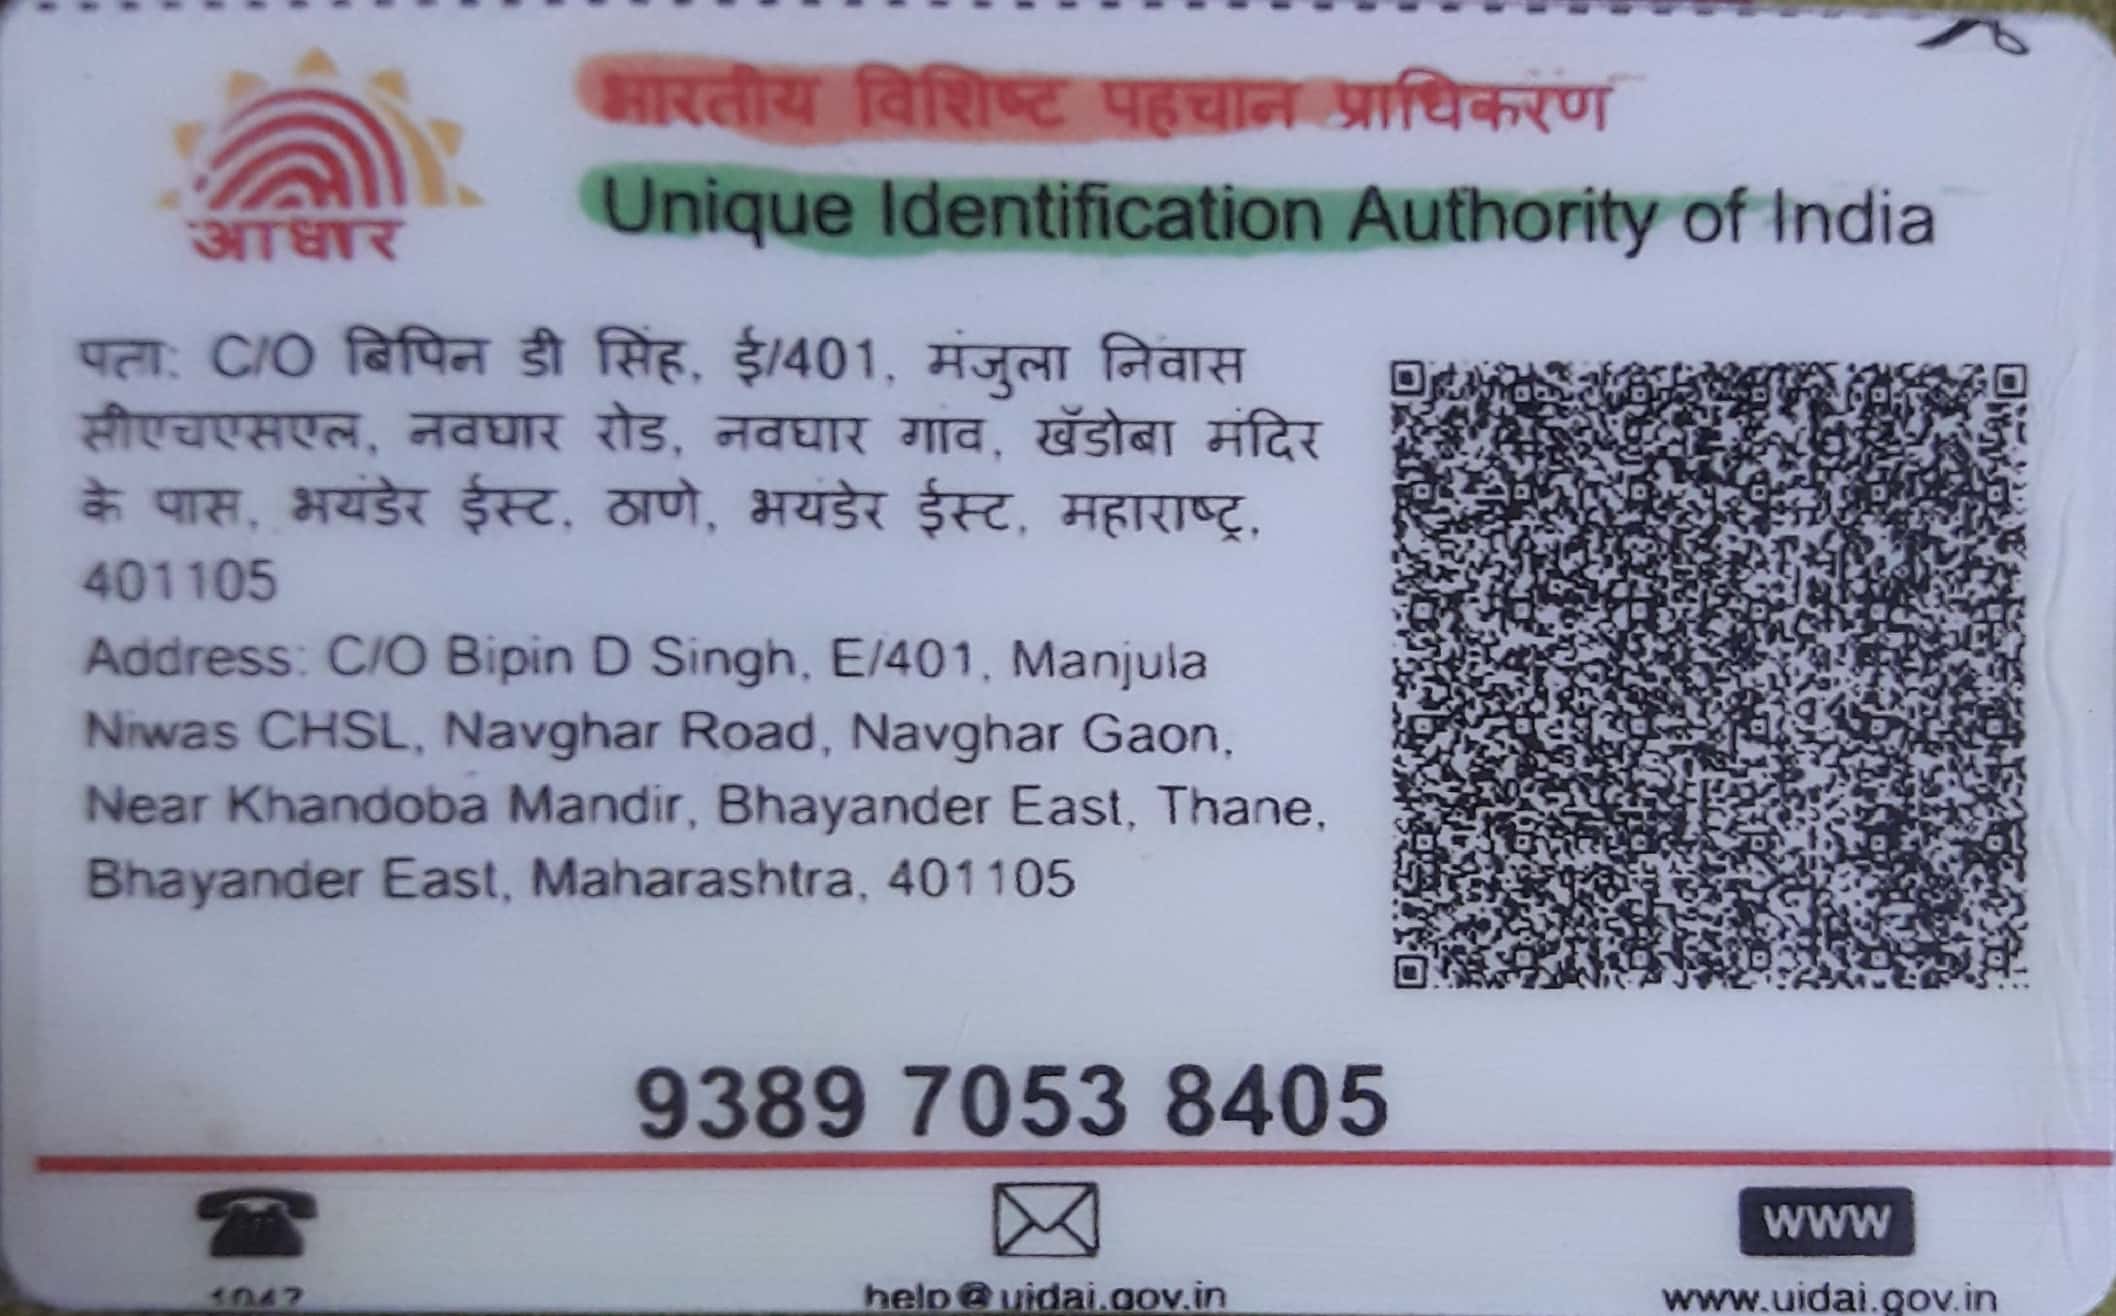 आधार
भारतीय विशिष्ट पहचान प्राधिकरण
Unique Identification Authority of India
पता: C/O बिपिन डी सिंह, ई/401, मंजुला निवास
सीएचएसएल, नवघार रोड, नवघार गांव, खॅडोबा मंदिर
के पास, भयंडेर ईस्ट, ठाणे, भयंडेर ईस्ट, महाराष्ट्र,
401105
Address: C/O Bipin D Singh, E/401, Manjula
Niwas CHSL, Navghar Road, Navghar Gaon,
Near Khandoba Mandir, Bhayander East, Thane,
Bhayander East, Maharashtra, 401105
9389 7053 8405
www
1947
help@uidai.gov.in
www.uidai.gov.in